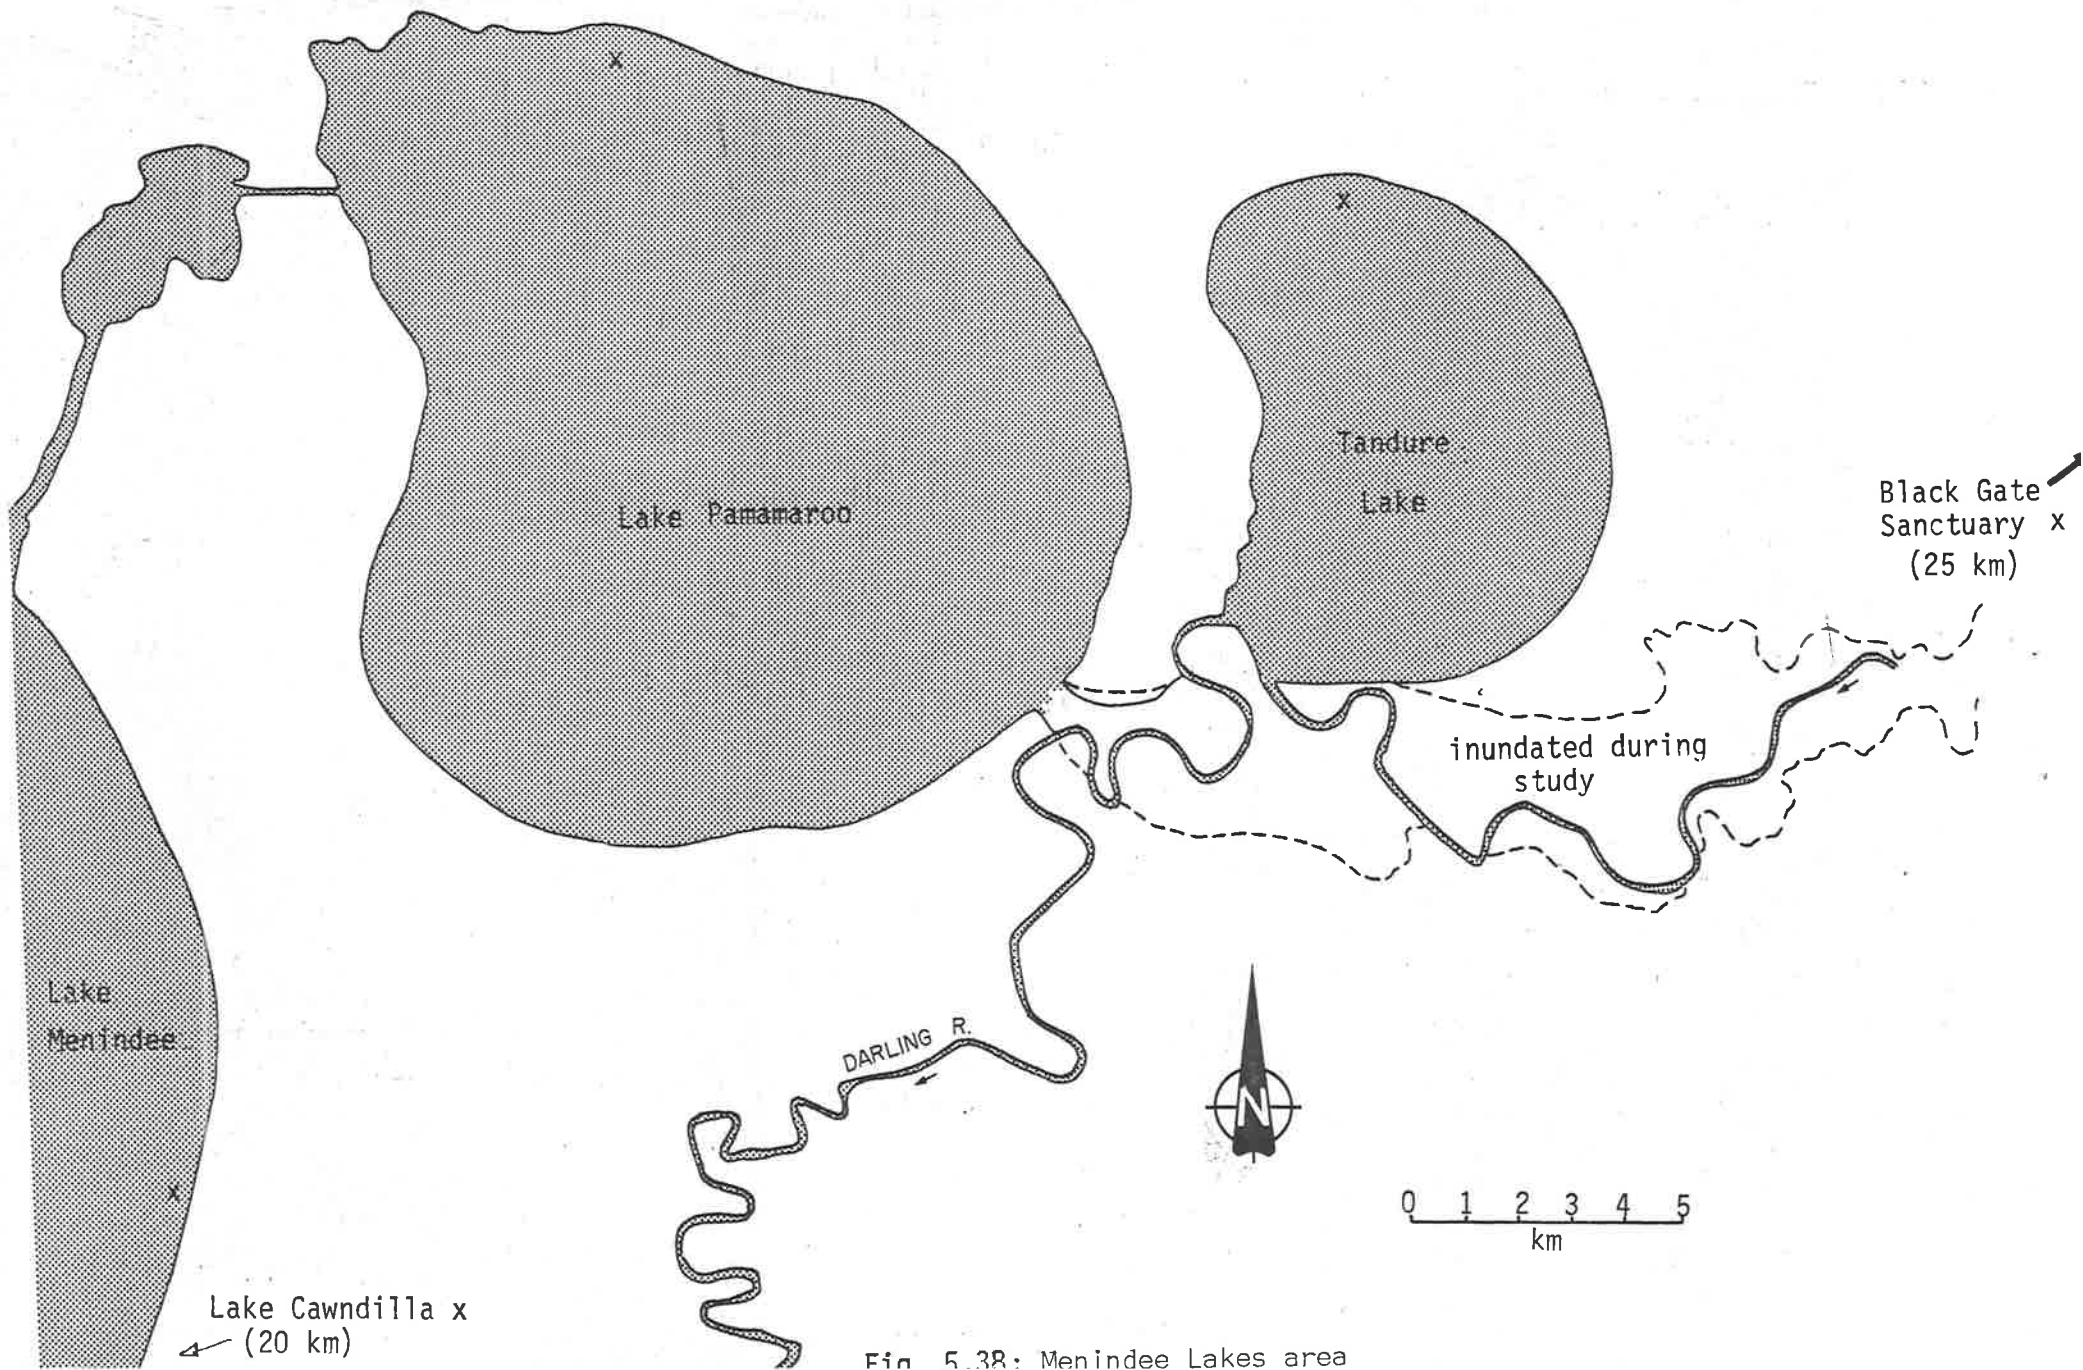 x
x
Tandure
Lake
Lake Pamamaroo
Black Gate
Sanctuary x
(25 km)
inundated during
study
Lake
Menindee
DARLING R.
N
x
0 1 2 3 4 5
km
Lake Cawndilla x
(20 km)
Fig. 5.38: Menindee Lakes area